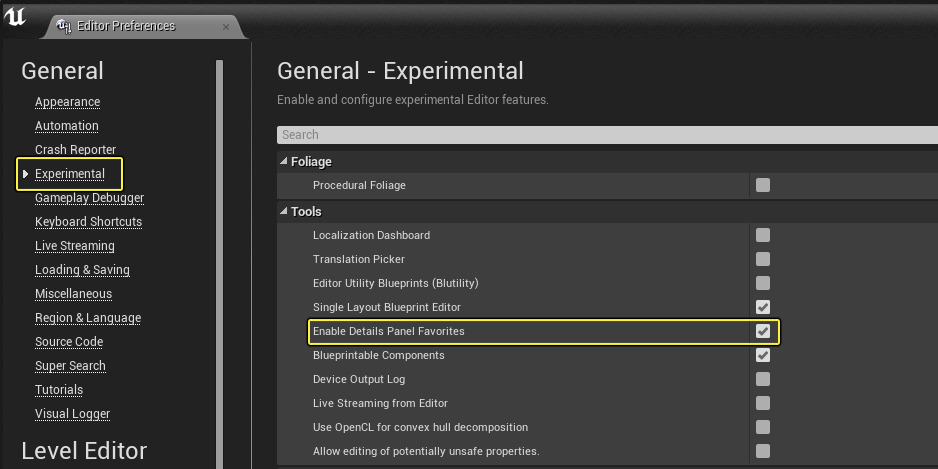 Editor Preferences
General
Appearance
Automation
Crash Reporter
Experimental
Gameplay Debugger
Keyboard Shortcuts
Live Streaming
Loading & Saving
Miscellaneous
Region & Language
Source Code
Super Search
Tutorials
Visual Logger
Level Editor
General - Experimental
Enable and configure experimental Editor features.
Search
Foliage
Procedural Foliage
Tools
Localization Dashboard
Translation Picker
Editor Utility Blueprints (Blutility)
Single Layout Blueprint Editor
Enable Details Panel Favorites
Blueprintable Components
Device Output Log
Live Streaming from Editor
Use OpenCL for convex hull decomposition
Allow editing of potentially unsafe properties.